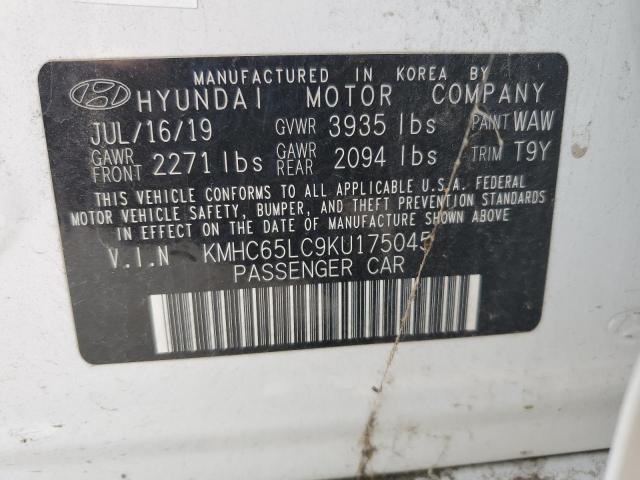 MANUFACTURED IN KOREA BY
HYUNDAI MOTOR COMPANY
JUL/16/19 GVWR 3935 lbs PAINT WAW
GAWR FRONT 2271 lbs GAWR REAR 2094 lbs TRIM T9Y
THIS VEHICLE CONFORMS TO ALL APPLICABLE U.S.A. FEDERAL
MOTOR VEHICLE SAFETY, BUMPER, AND THEFT PREVENTION STANDARDS
IN EFFECT ON THE DATE OF MANUFACTURE SHOWN ABOVE
V.I.N KMHC65LC9KU175045
PASSENGER CAR